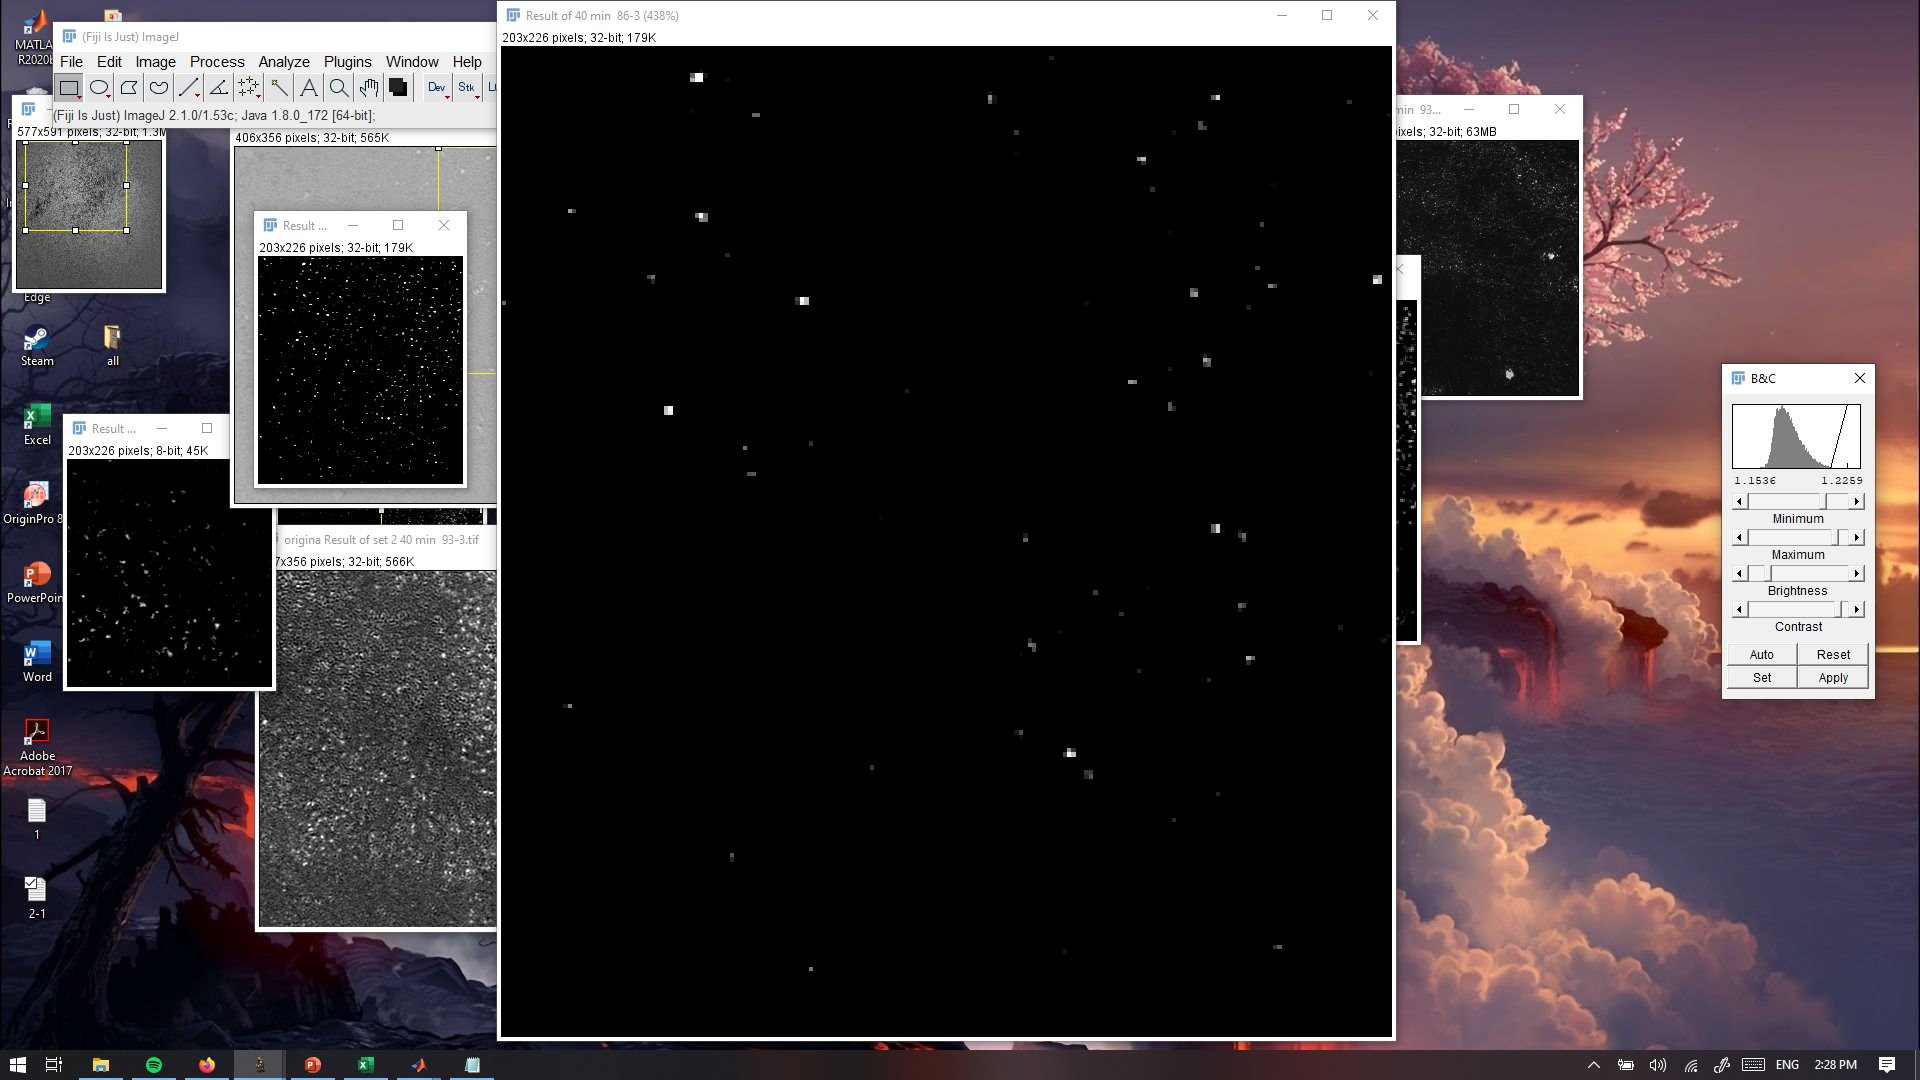 MATLA
R2020b
(Fiji Is Just) ImageJ
File Edit Image Process Analyze Plugins Window Help
Dev Stk
(Fiji Is Just) ImageJ 2.1.0/1.53c; Java 1.8.0_172 [64-bit];
577x591 pixels; 32-bit; 1.3M
406x356 pixels; 32-bit; 565K
Result ...
203x226 pixels; 32-bit; 179K
Result of 40 min 86-3 (438%)
203x226 pixels; 32-bit; 179K
min 93...
ixels; 32-bit; 63MB
Edge
Steam
all
Excel
Result ...
203x226 pixels; 8-bit; 45K
OriginPro 8
origina Result of set 2 40 min 93-3.tif
7x356 pixels; 32-bit; 566K
PowerPoin
Word
Adobe
Acrobat 2017
1
2-1
B&C
1.1536 1.2259
Minimum
Maximum
Brightness
Contrast
Auto Reset
Set Apply
ENG 2:28 PM